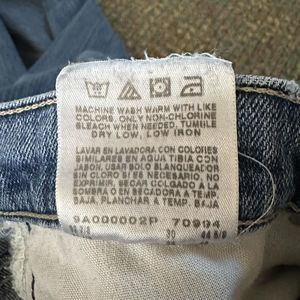 MACHINE WASH WARM WITH LIKE
COLORS, ONLY NON-CHLORINE
BLEACH WHEN NEEDED, TUMBLE
DRY LOW, LOW IRON
LAVAR EN LAVADORA CON COLORES
SIMILARES EN AGUA TIBIA CON
JABON. USAR SOLO BLANQUEADOR
SIN CLORO SI ES NECESARIO NO
EXPRIMIR. SECAR COLGADO A LA
SOMBRA O EN SECADORA A TEMP.
BAJA, PLANCHAR A TEMP. BAJA
9A0D0002P 70994